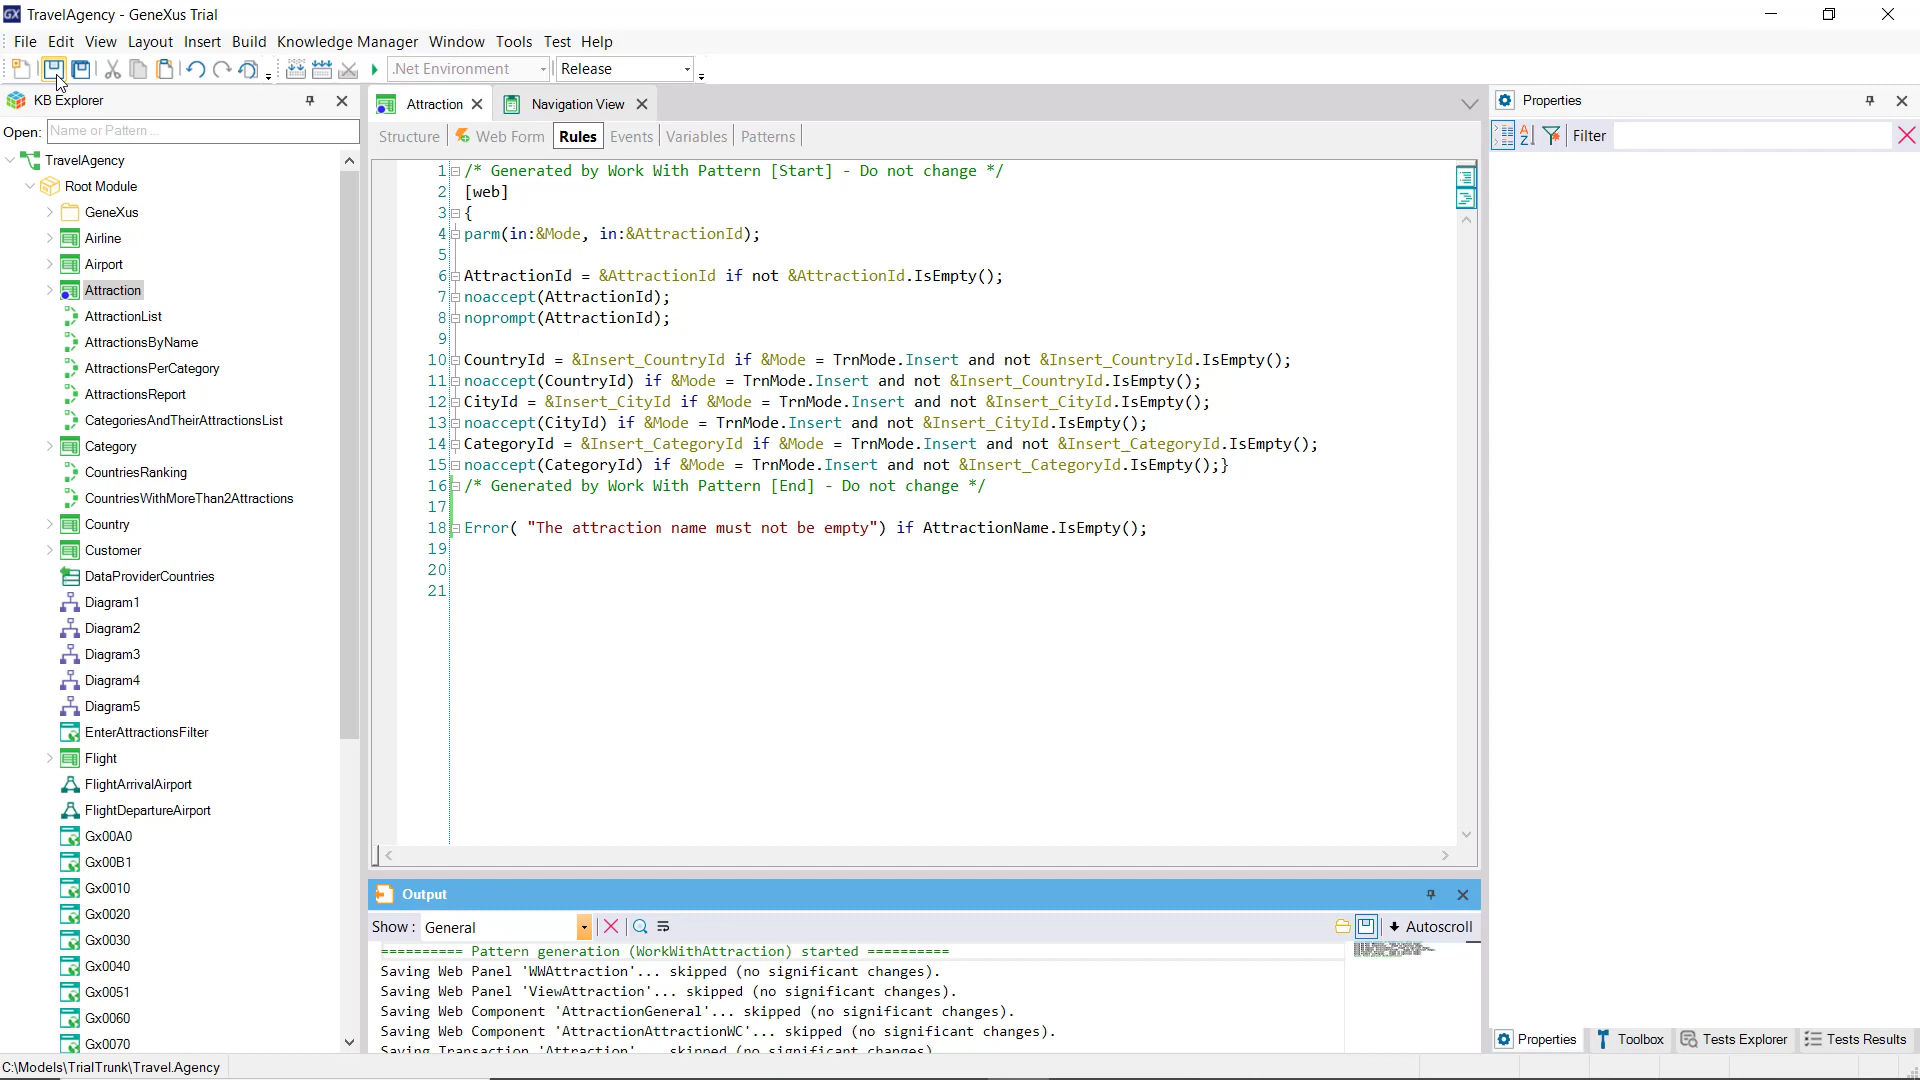 TravelAgency - GeneXus Trial
File Edit View Layout Insert Build Knowledge Manager Window Tools Test Help
.Net Environment Release
KB Explorer
Open: Name or Pattern ...
TravelAgency
Root Module
GeneXus
Airline
Airport
Attraction
AttractionList
AttractionsByName
AttractionsPerCategory
AttractionsReport
CategoriesAndTheirAttractionsList
Category
CountriesRanking
CountriesWithMoreThan2Attractions
Country
Customer
DataProviderCountries
Diagram1
Diagram2
Diagram3
Diagram4
Diagram5
EnterAttractionsFilter
Flight
FlightArrivalAirport
FlightDepartureAirport
Gx00A0
Gx00B1
Gx0010
Gx0020
Gx0030
Gx0040
Gx0051
Gx0060
Gx0070
Attraction Navigation View
Structure Web Form Rules Events Variables Patterns
1 /* Generated by Work With Pattern [Start] - Do not change */
2 [web]
3 {
4 parm(in:&Mode, in:&AttractionId);
5
6 AttractionId = &AttractionId if not &AttractionId.IsEmpty();
7 noaccept(AttractionId);
8 noprompt(AttractionId);
9
10 CountryId = &Insert_CountryId if &Mode = TrnMode.Insert and not &Insert_CountryId.IsEmpty();
11 noaccept(CountryId) if &Mode = TrnMode.Insert and not &Insert_CountryId.IsEmpty();
12 CityId = &Insert_CityId if &Mode = TrnMode.Insert and not &Insert_CityId.IsEmpty();
13 noaccept(CityId) if &Mode = TrnMode.Insert and not &Insert_CityId.IsEmpty();
14 CategoryId = &Insert_CategoryId if &Mode = TrnMode.Insert and not &Insert_CategoryId.IsEmpty();
15 noaccept(CategoryId) if &Mode = TrnMode.Insert and not &Insert_CategoryId.IsEmpty();}
16 /* Generated by Work With Pattern [End] - Do not change */
17
18 Error( "The attraction name must not be empty") if AttractionName.IsEmpty();
19
20
21
Output
Show: General Autoscroll
========== Pattern generation (WorkWithAttraction) started ==========
Saving Web Panel 'WWAttraction'... skipped (no significant changes).
Saving Web Panel 'ViewAttraction'... skipped (no significant changes).
Saving Web Component 'AttractionGeneral'... skipped (no significant changes).
Saving Web Component 'AttractionAttractionWC'... skipped (no significant changes).
Saving Transaction 'Attraction'... skipped (no significant changes).
Properties
Filter
Properties Toolbox Tests Explorer Tests Results
C:\Models\TrialTrunk\Travel.Agency